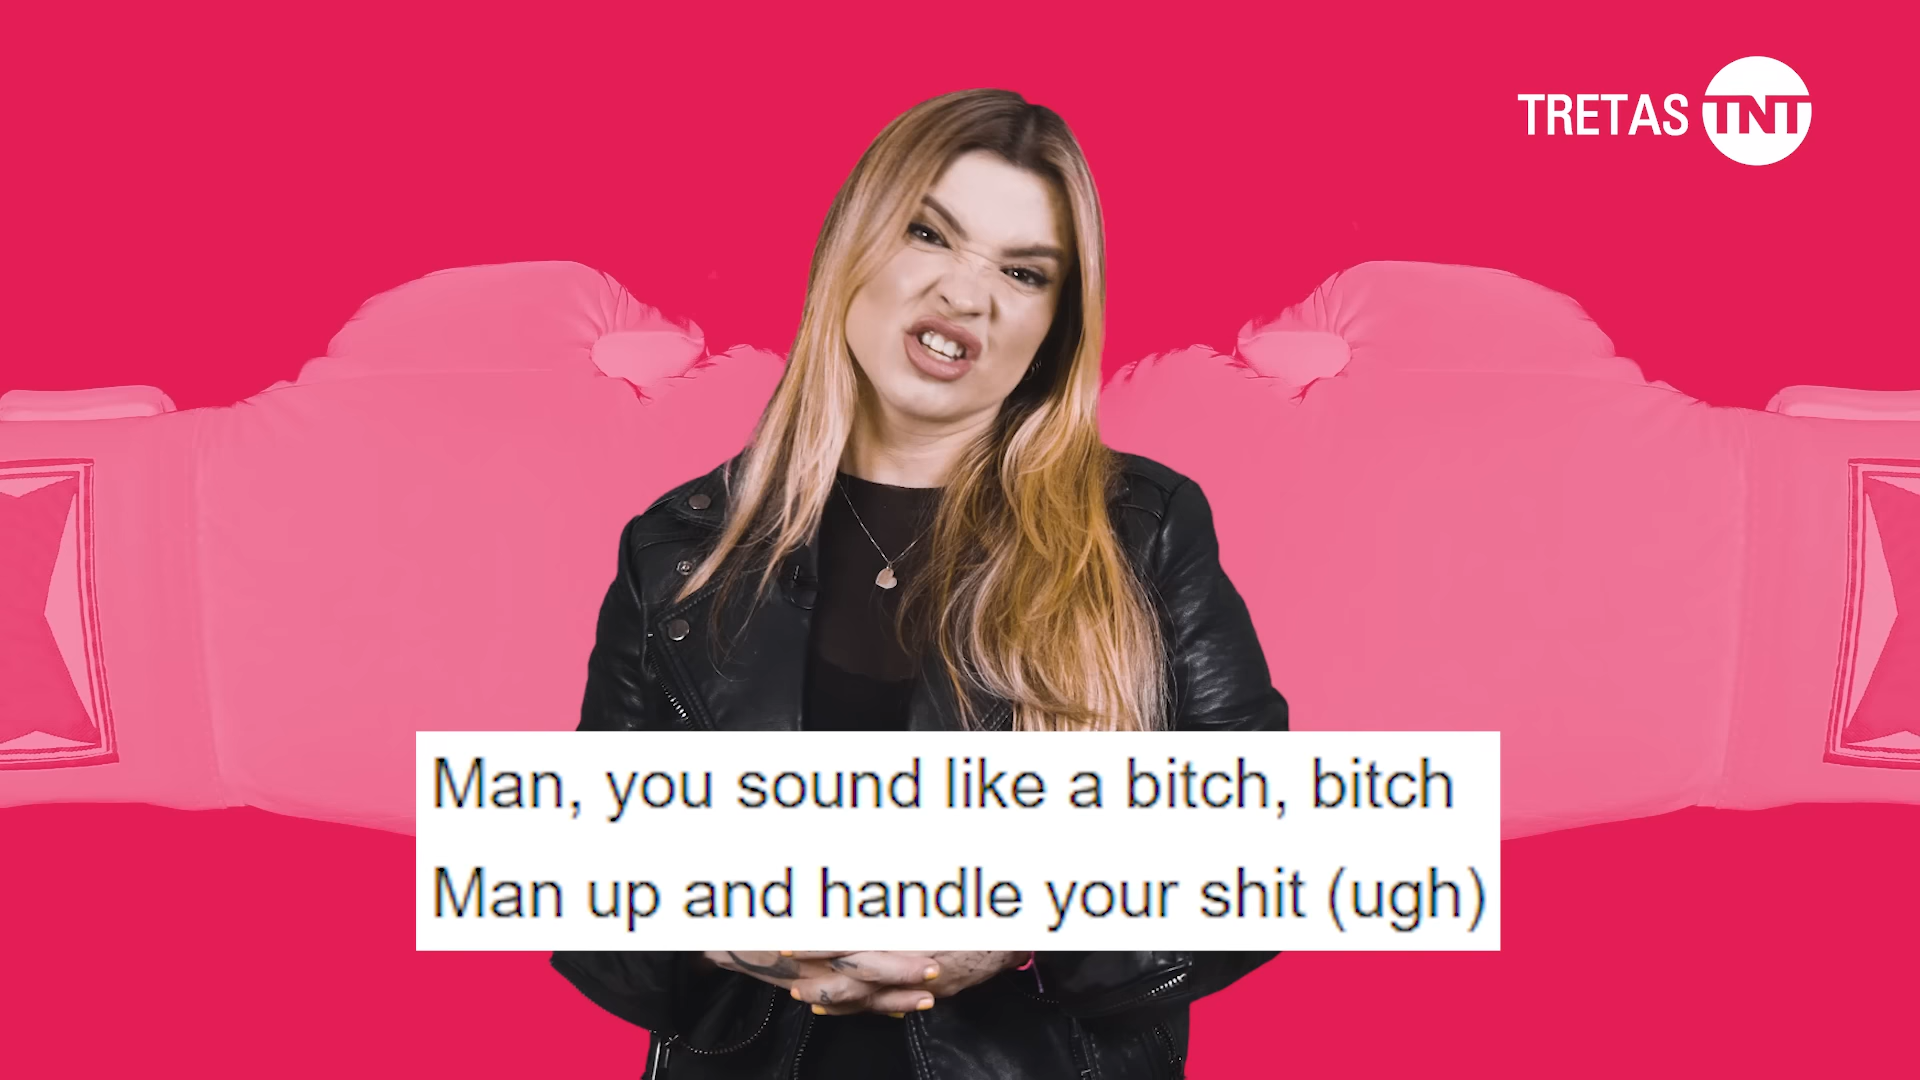 TRETAS TNT
Man, you sound like a bitch, bitch
Man up and handle your shit (ugh)